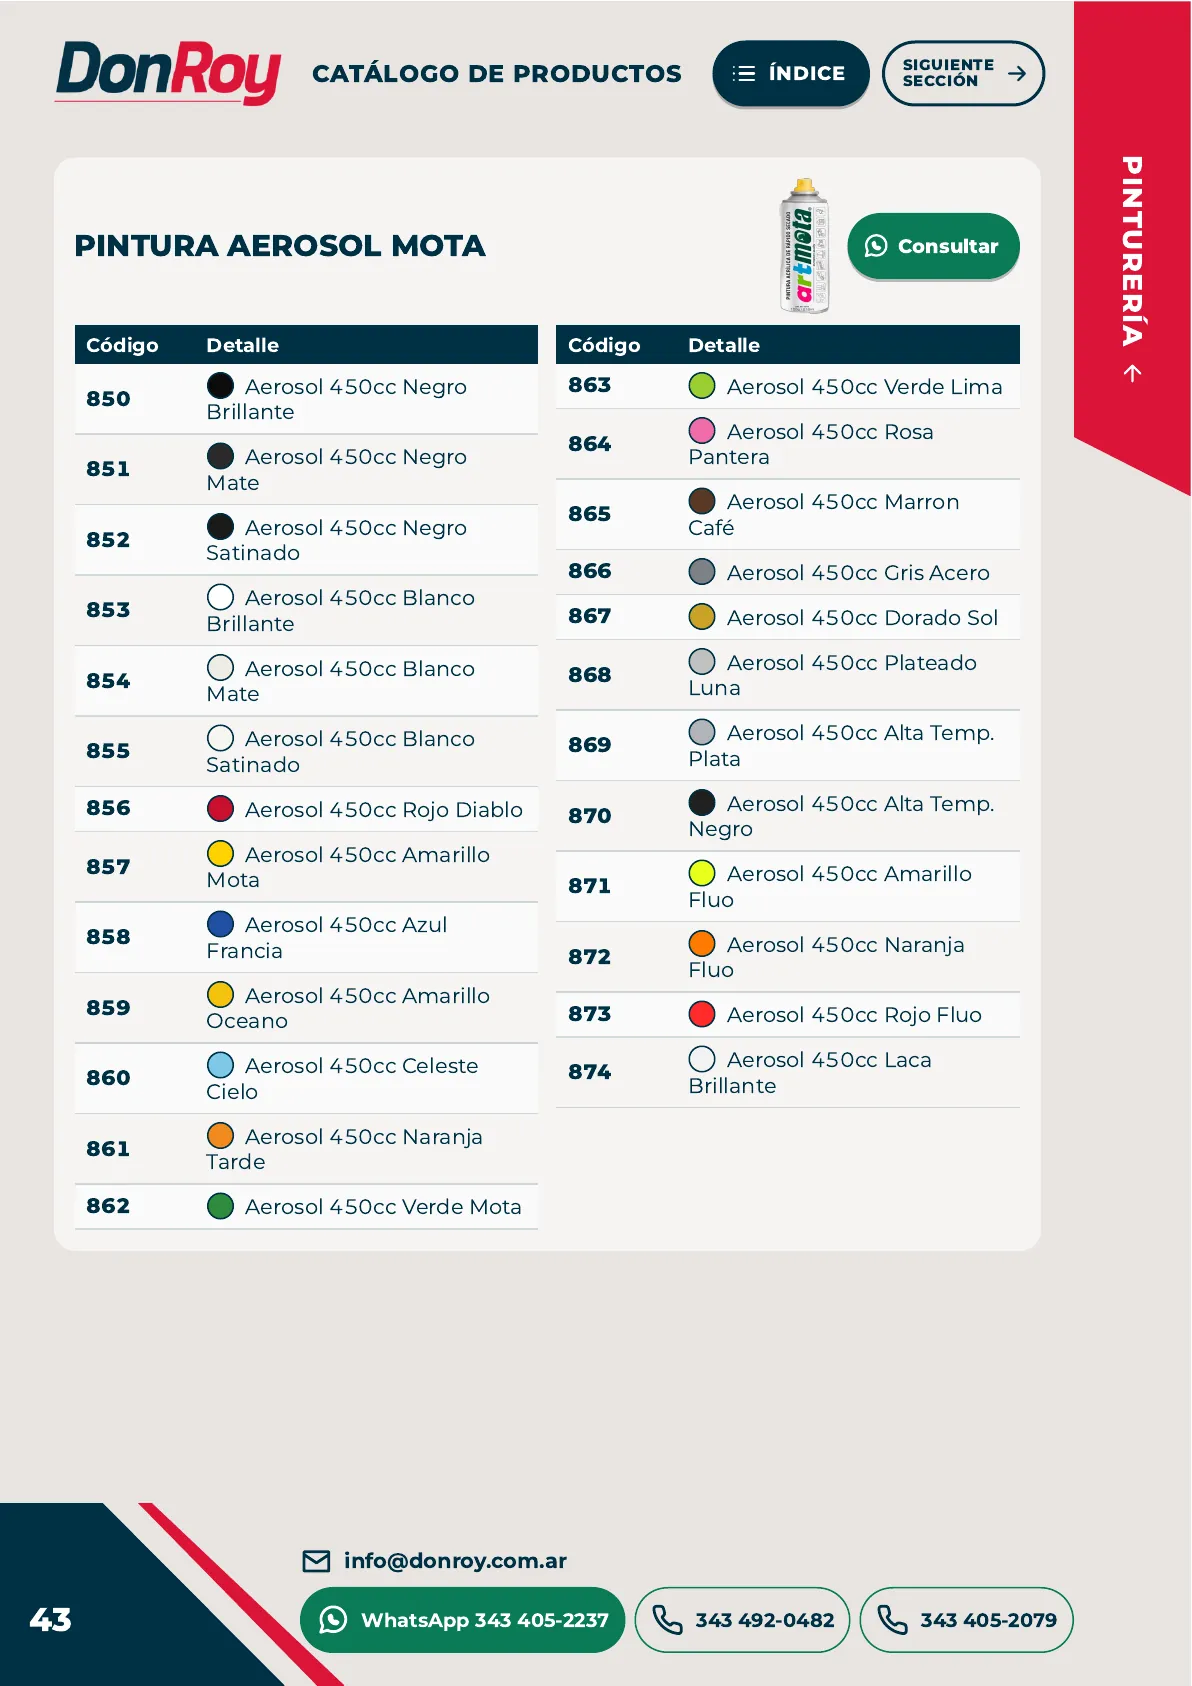 DonRoy
CATÁLOGO DE PRODUCTOS
ÍNDICE
SIGUIENTE
SECCIÓN
PINTURERÍA
PINTURA AEROSOL MOTA
artmota
PINTURA ACRÍLICA DE RÁPIDO SECADO
Consultar
Código Detalle
850 Aerosol 450cc Negro
Brillante
851 Aerosol 450cc Negro
Mate
852 Aerosol 450cc Negro
Satinado
853 Aerosol 450cc Blanco
Brillante
854 Aerosol 450cc Blanco
Mate
855 Aerosol 450cc Blanco
Satinado
856 Aerosol 450cc Rojo Diablo
857 Aerosol 450cc Amarillo
Mota
858 Aerosol 450cc Azul
Francia
859 Aerosol 450cc Amarillo
Oceano
860 Aerosol 450cc Celeste
Cielo
861 Aerosol 450cc Naranja
Tarde
862 Aerosol 450cc Verde Mota
Código Detalle
863 Aerosol 450cc Verde Lima
864 Aerosol 450cc Rosa
Pantera
865 Aerosol 450cc Marron
Café
866 Aerosol 450cc Gris Acero
867 Aerosol 450cc Dorado Sol
868 Aerosol 450cc Plateado
Luna
869 Aerosol 450cc Alta Temp.
Plata
870 Aerosol 450cc Alta Temp.
Negro
871 Aerosol 450cc Amarillo
Fluo
872 Aerosol 450cc Naranja
Fluo
873 Aerosol 450cc Rojo Fluo
874 Aerosol 450cc Laca
Brillante
info@donroy.com.ar
43
WhatsApp 343 405-2237
343 492-0482
343 405-2079